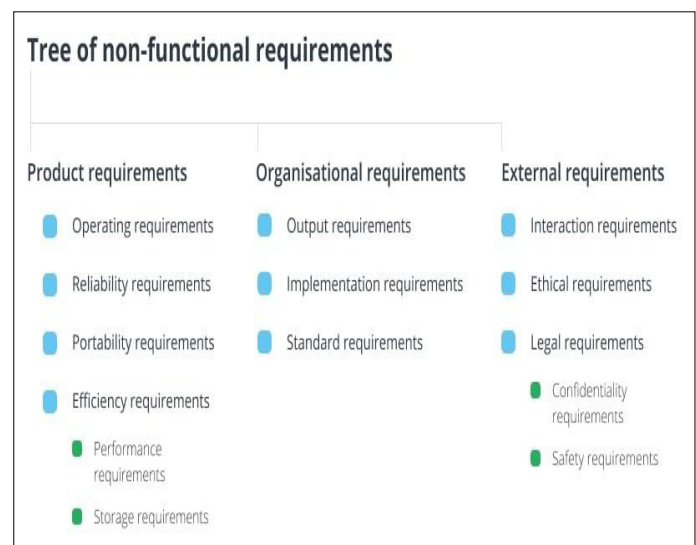 Tree of non-functional requirements
Product requirements
Operating requirements
Reliability requirements
Portability requirements
Efficiency requirements
Performance
requirements
Storage requirements
Organisational requirements
Output requirements
Implementation requirements
Standard requirements
External requirements
Interaction requirements
Ethical requirements
Legal requirements
Confidentiality
requirements
Safety requirements